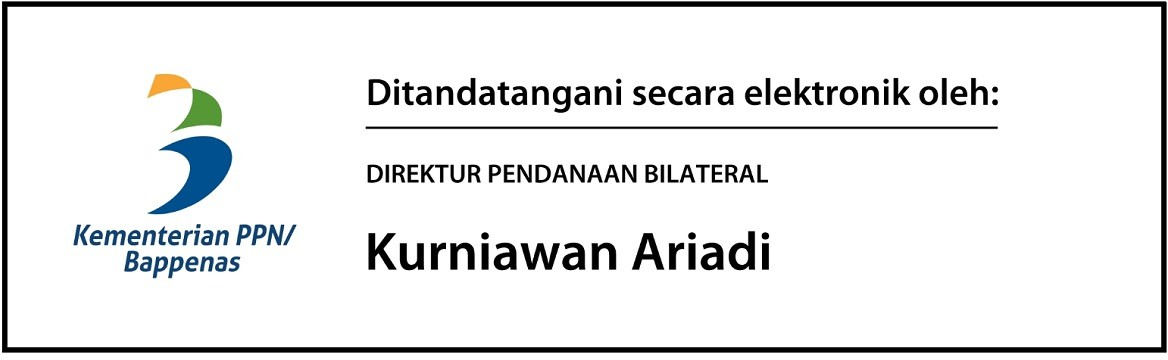 Ditandatangani secara elektronik oleh:
DIREKTUR PENDANAAN BILATERAL
Kurniawan Ariadi
Kementerian PPN/
Bappenas